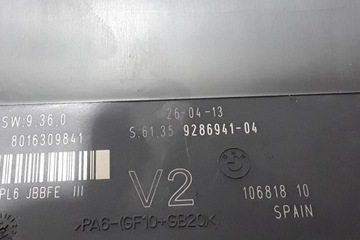 SW:9.36.0
26-04-13
8016309841
S:61.35 9286941-04
PL6 JBBFE III
V2
106818 10
>PA6-(GF10+GB20)<
SPAIN